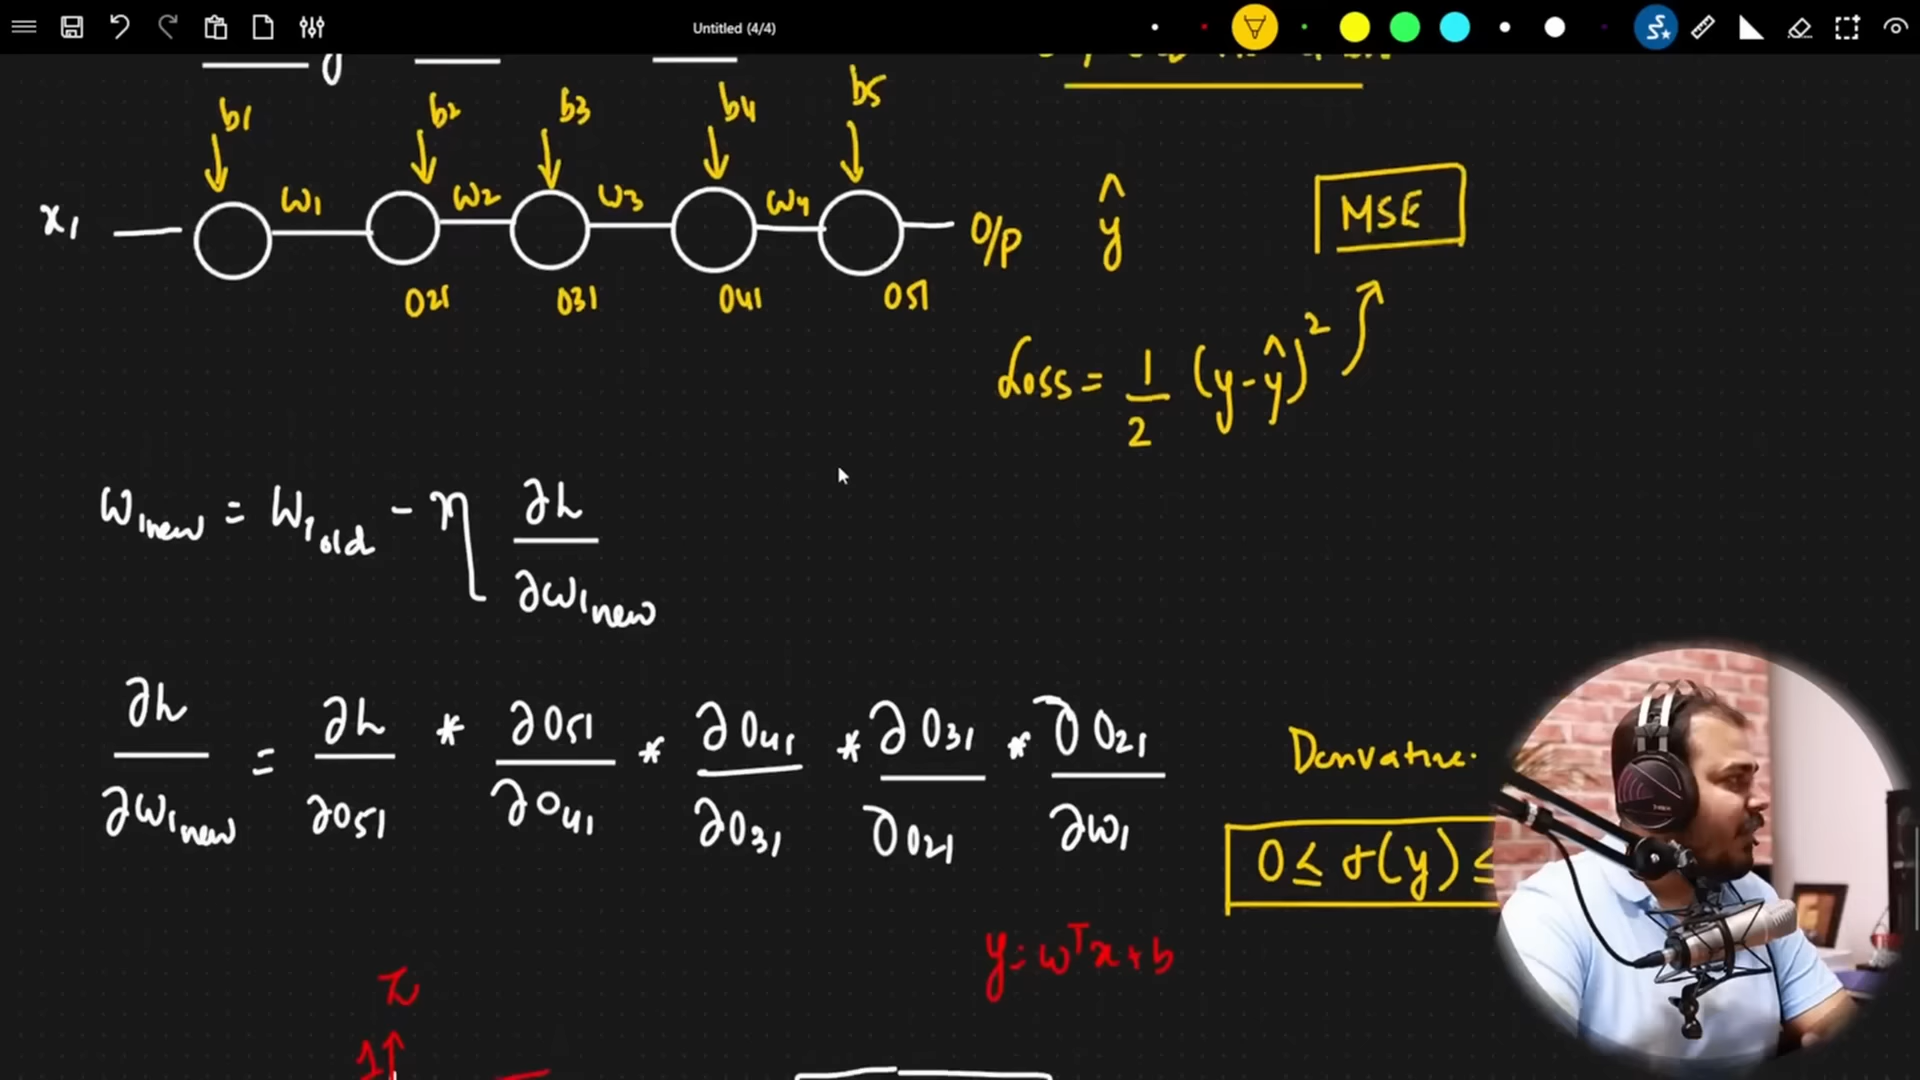 Untitled (4/4)
b1 b2 b3 b4 b5
x1 w1 w2 w3 w4 O/p ŷ MSE
O21 O31 O41 O51
Loss = 1/2 (y-ŷ)^2
W1new = W1old - η ∂L/∂w1new
∂L/∂w1new = ∂L/∂O51 * ∂O51/∂O41 * ∂O41/∂O31 * ∂O31/∂O21 * ∂O21/∂w1
Derivative.
0 ≤ σ(y) ≤
y = w^T x + b
1